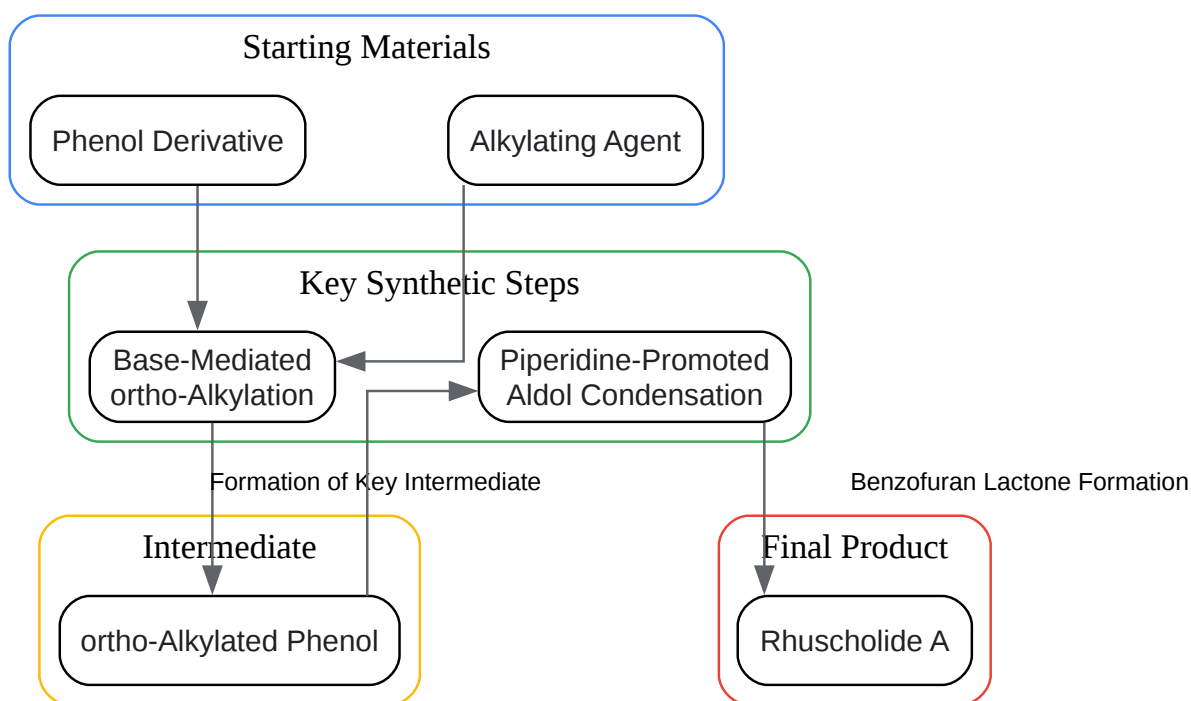 Starting Materials
Phenol Derivative
Alkylating Agent
Key Synthetic Steps
Base-Mediated
ortho-Alkylation
Piperidine-Promoted
Aldol Condensation
Formation of Key Intermediate
Benzofuran Lactone Formation
Intermediate
Final Product
ortho-Alkylated Phenol
Rhuscholide A